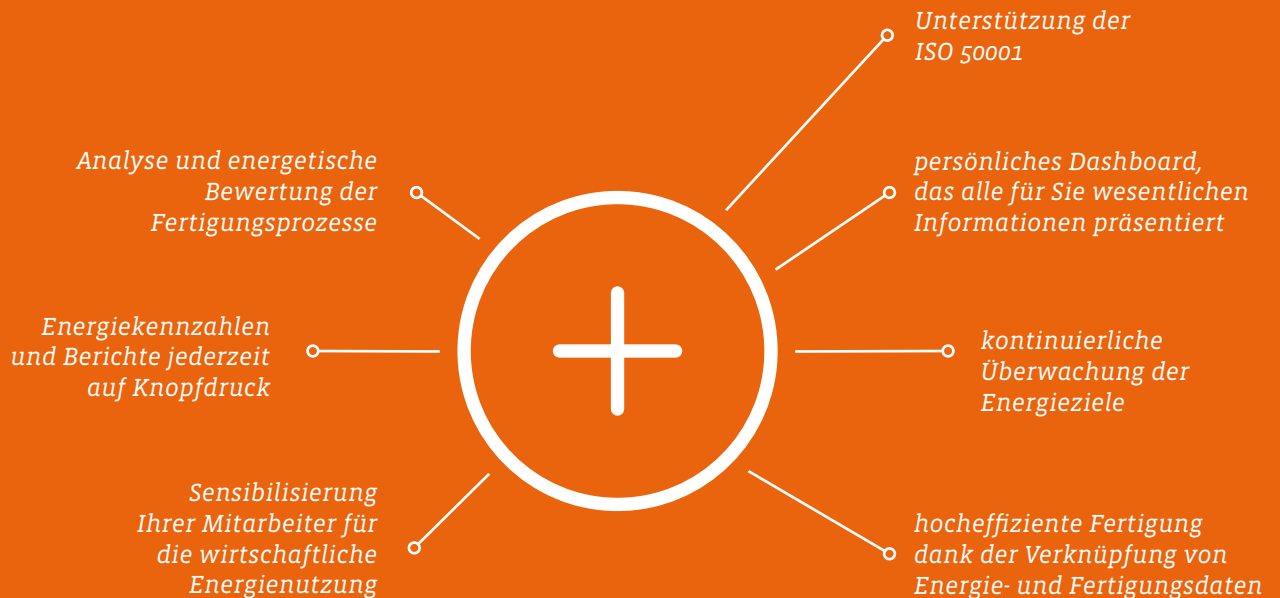 Unterstützung der
ISO 50001
Analyse und energetische
Bewertung der
Fertigungsprozesse
persönliches Dashboard,
das alle für Sie wesentlichen
Informationen präsentiert
Energiekennzahlen
und Berichte jederzeit
auf Knopfdruck
kontinuierliche
Überwachung der
Energieziele
Sensibilisierung
Ihrer Mitarbeiter für
die wirtschaftliche
Energienutzung
hocheffiziente Fertigung
dank der Verknüpfung von
Energie- und Fertigungsdaten